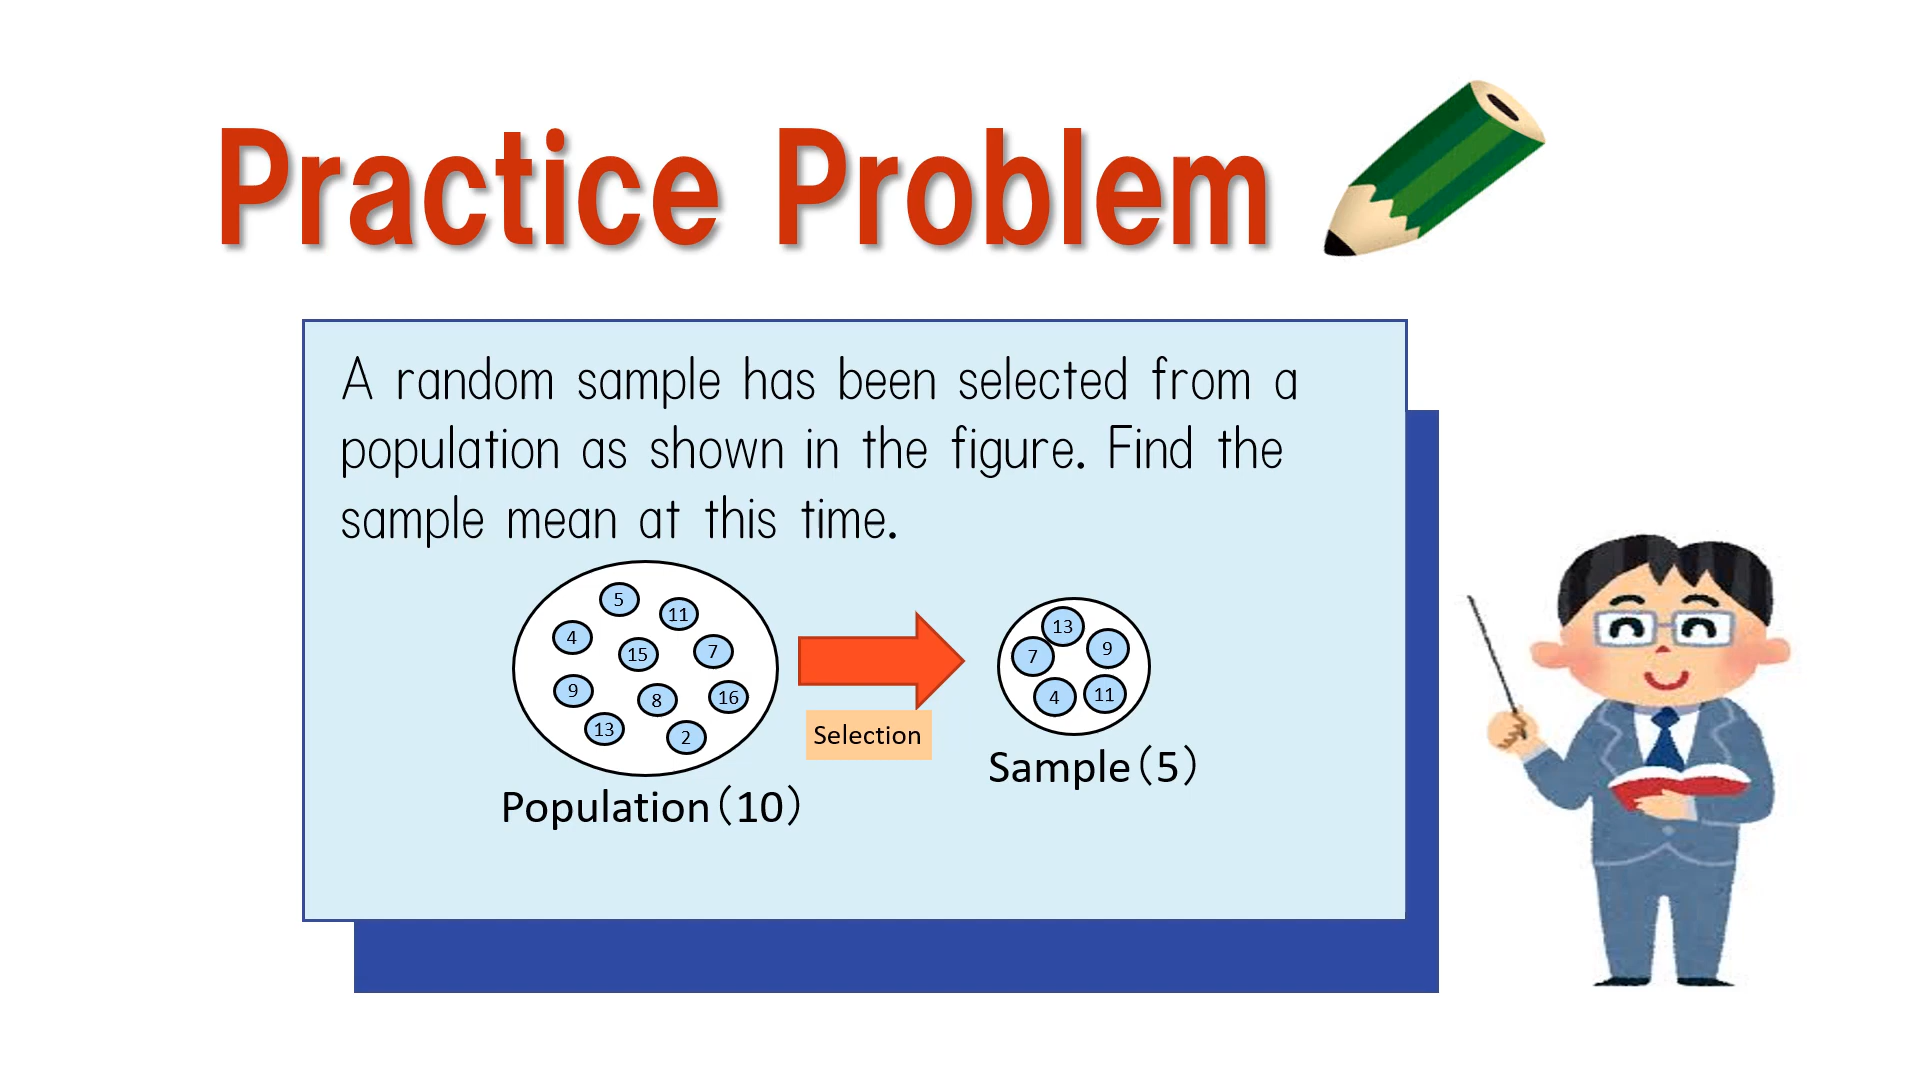 Practice Problem
A random sample has been selected from a
population as shown in the figure. Find the
sample mean at this time.
5
11
4
15
7
9
8
16
13
2
Population（10）
Selection
13
9
7
4
11
Sample（5）